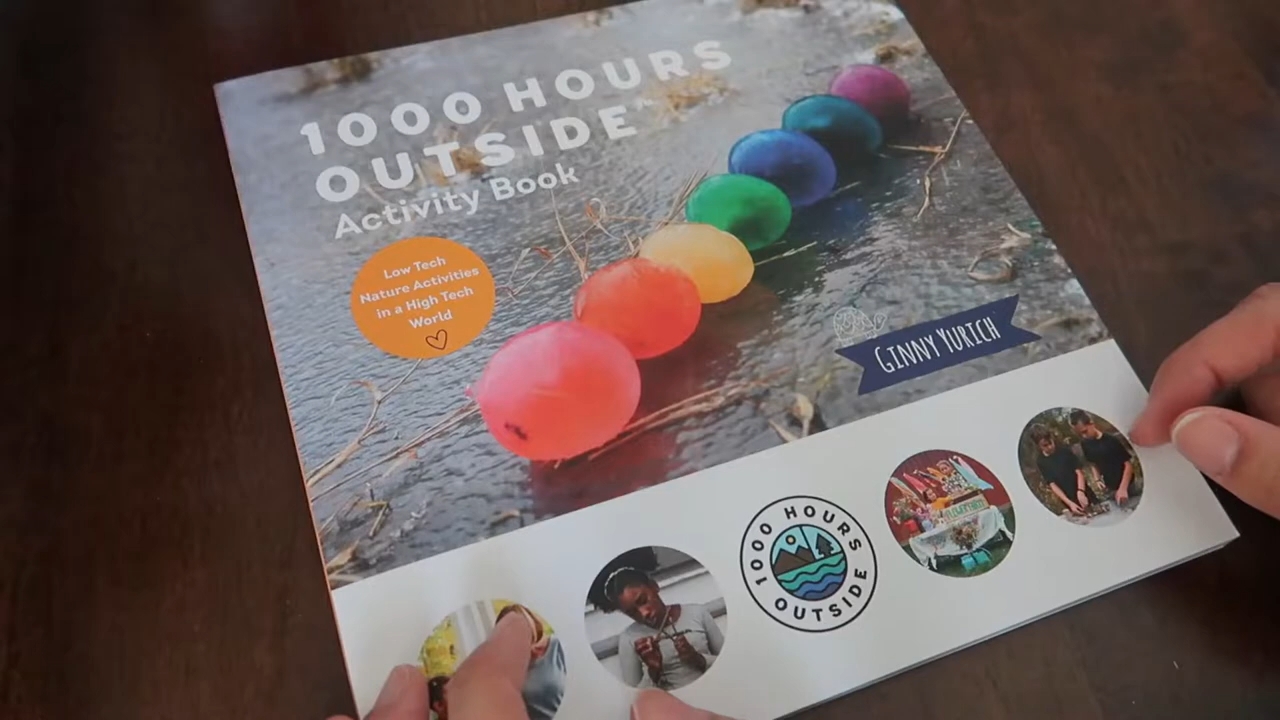 1000 HOURS
OUTSIDE
Activity Book
Low Tech
Nature Activities
in a High Tech
World
GINNY YURICH
1000 HOURS
OUTSIDE